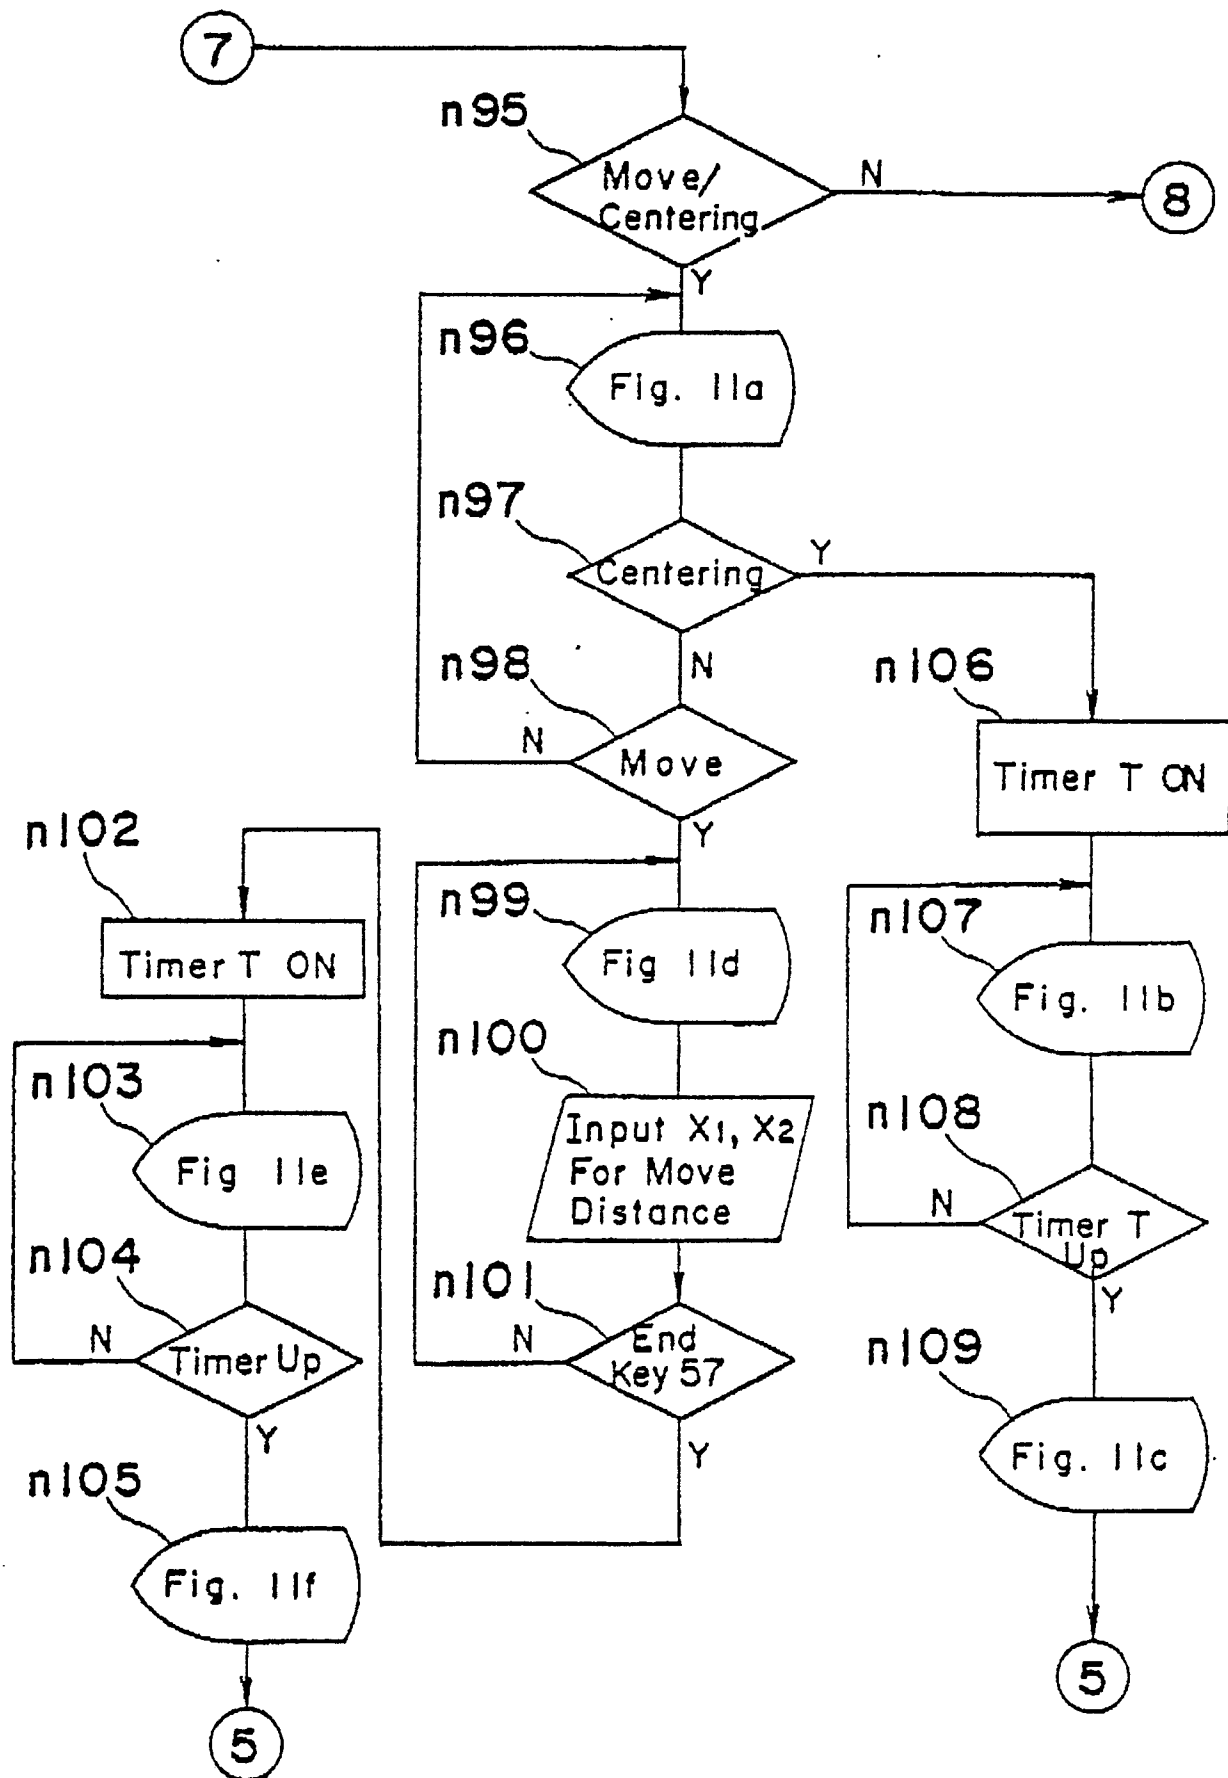 7
n95
Move/
Centering
N
8
Y
n96
Fig. 11a
n97
Centering
Y
N
n98
Move
N
Y
n106
Timer T ON
n102
Timer T ON
n99
Fig 11d
n107
Fig. 11b
n103
Fig 11e
n100
Input X1, X2
For Move
Distance
n108
Timer T
Up
N
Y
n104
Timer Up
N
Y
n101
End
Key 57
N
Y
n109
Fig. 11c
n105
Fig. 11f
5
5